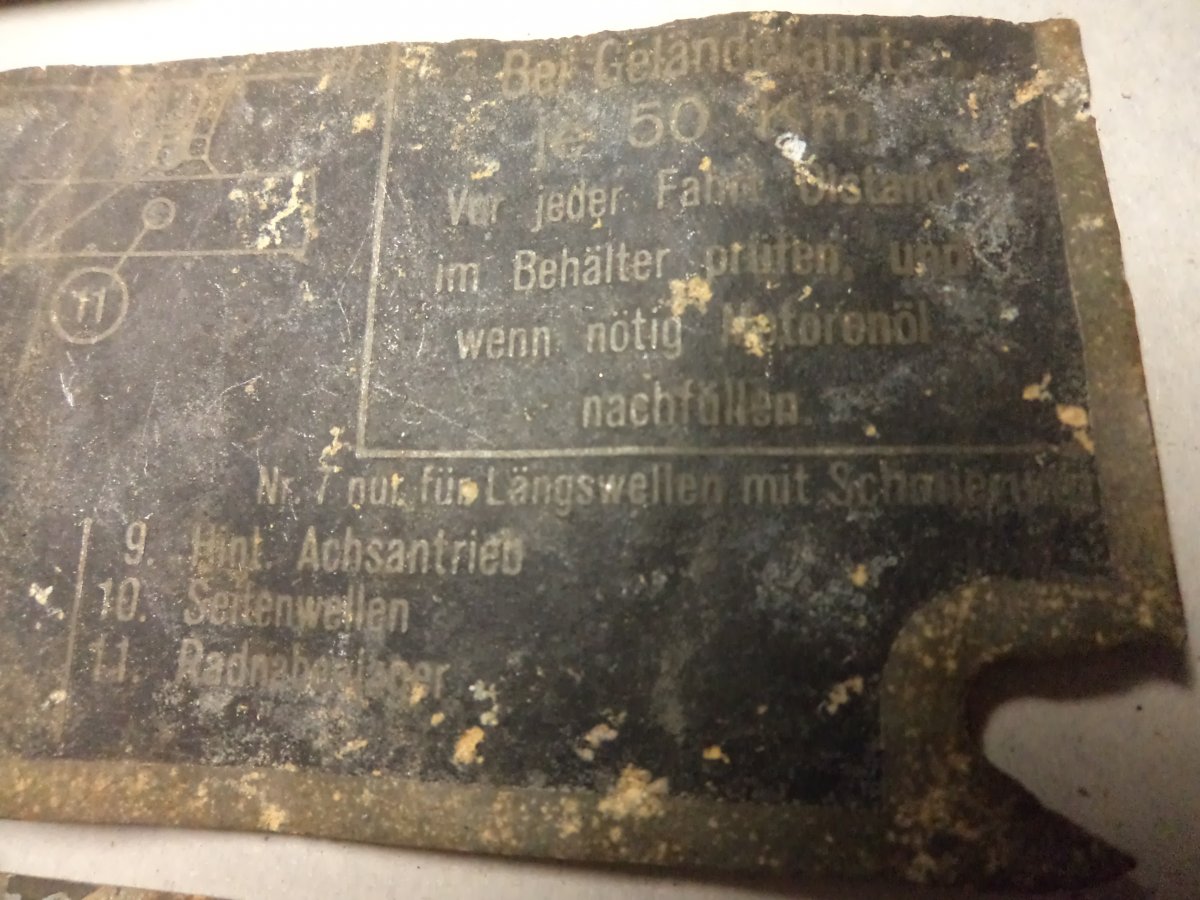 Bei Geländefahrt:
je 50 Km
Vor jeder Fahrt Ölstand
im Behälter prüfen, und
wenn nötig Motorenöl
nachfüllen.
11
Nr. 7 nur für Längswellen mit
9. Hint. Achsantrieb
10. Seitenwellen
11. Radnabenlager